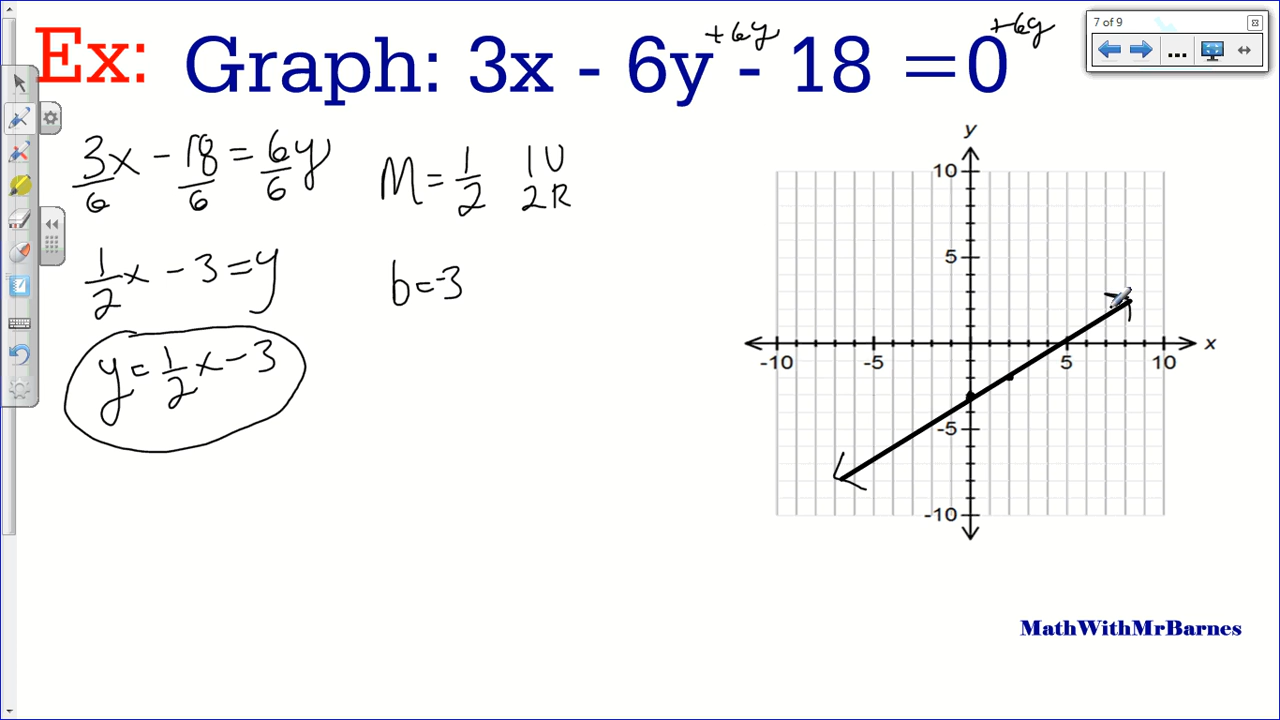 +6y +6y
Ex: Graph: 3x - 6y - 18 = 0
7 of 9
3x/6 - 18/6 = 6y/6
M = 1/2 1U
2R
1/2x - 3 = y
b = -3
y = 1/2x - 3
y
10
5
-10 -5 5 10 x
-5
-10
MathWithMrBarnes